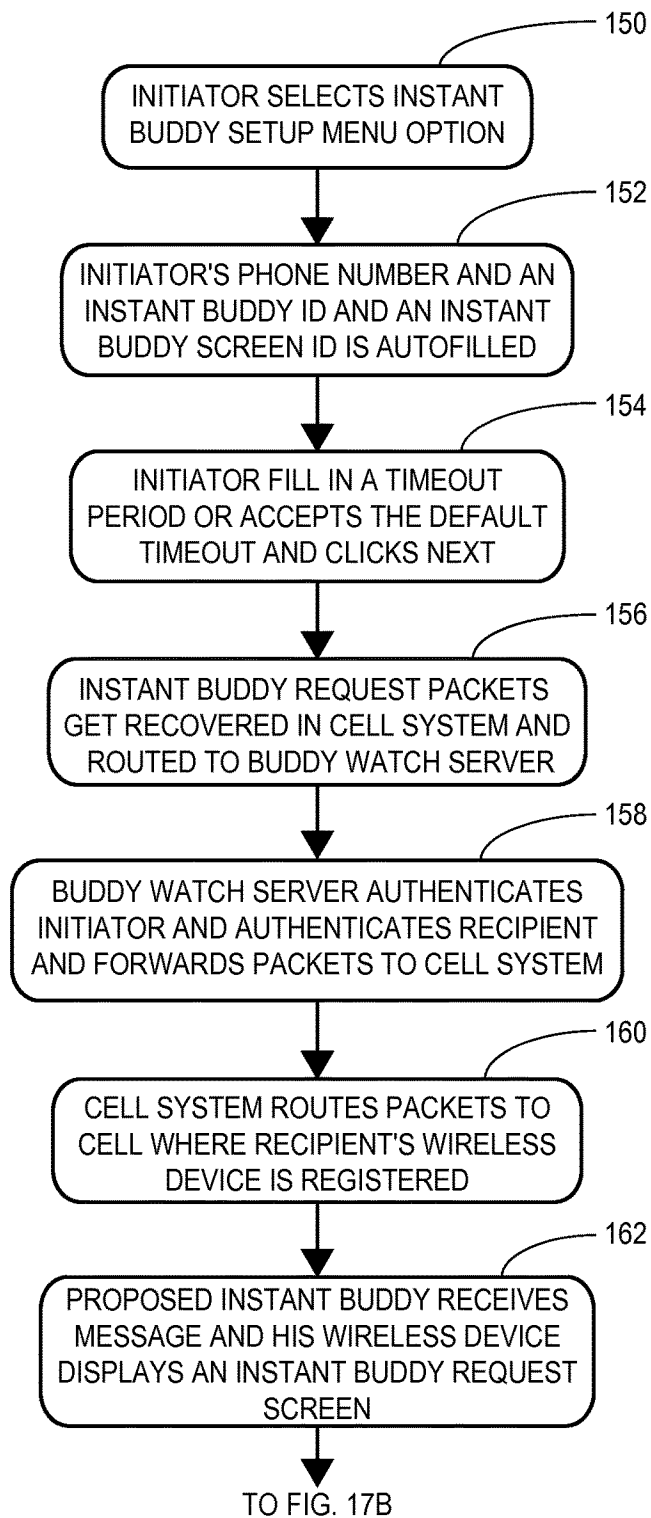 150
INITIATOR SELECTS INSTANT
BUDDY SETUP MENU OPTION
152
INITIATOR'S PHONE NUMBER AND AN
INSTANT BUDDY ID AND AN INSTANT
BUDDY SCREEN ID IS AUTOFILLED
154
INITIATOR FILL IN A TIMEOUT
PERIOD OR ACCEPTS THE DEFAULT
TIMEOUT AND CLICKS NEXT
156
INSTANT BUDDY REQUEST PACKETS
GET RECOVERED IN CELL SYSTEM AND
ROUTED TO BUDDY WATCH SERVER
158
BUDDY WATCH SERVER AUTHENTICATES
INITIATOR AND AUTHENTICATES RECIPIENT
AND FORWARDS PACKETS TO CELL SYSTEM
160
CELL SYSTEM ROUTES PACKETS TO
CELL WHERE RECIPIENT'S WIRELESS
DEVICE IS REGISTERED
162
PROPOSED INSTANT BUDDY RECEIVES
MESSAGE AND HIS WIRELESS DEVICE
DISPLAYS AN INSTANT BUDDY REQUEST
SCREEN
TO FIG. 17B